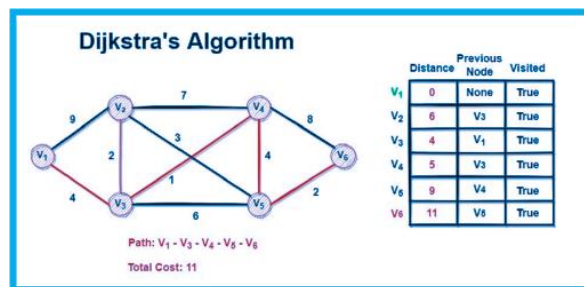 Dijkstra's Algorithm
Distance Previous Node Visited
V1 0 None True
V2 6 V3 True
V3 4 V1 True
V4 5 V3 True
V5 9 V4 True
V6 11 V5 True
7
V2
V4
9
8
3
2
4
V1
V6
1
4
2
V3
V5
6
Path: V1 - V3 - V4 - V5 - V6
Total Cost: 11